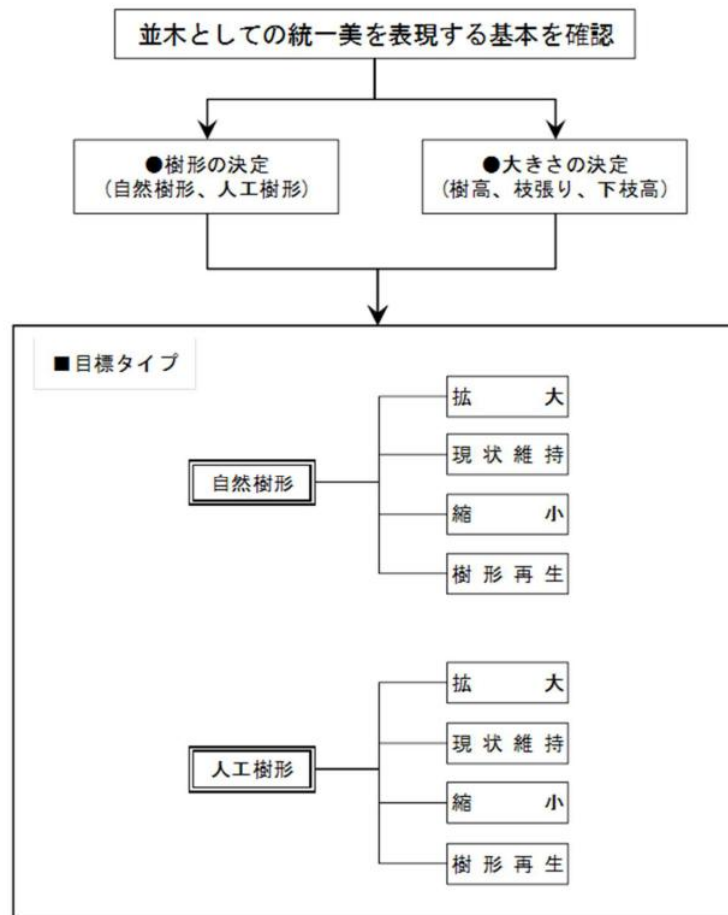 並木としての統一美を表現する基本を確認
●樹形の決定
(自然樹形、人工樹形)
●大きさの決定
(樹高、枝張り、下枝高)
■目標タイプ
自然樹形
拡大
現状維持
縮小
樹形再生
人工樹形
拡大
現状維持
縮小
樹形再生